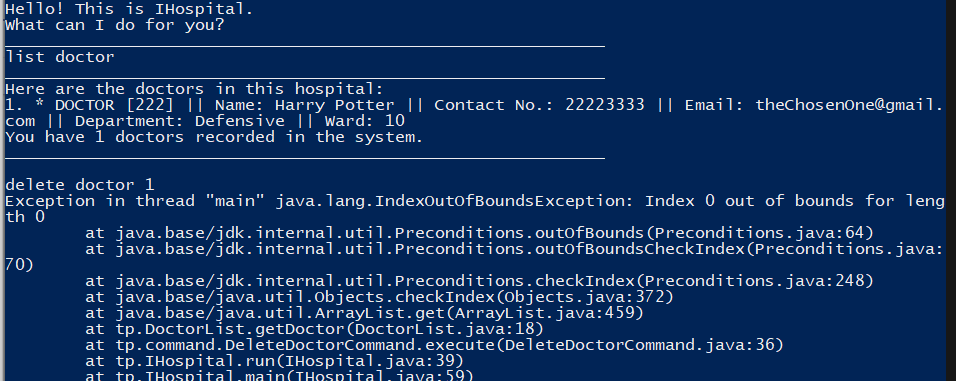 Hello! This is IHospital.
What can I do for you?
____________________________________________________________
list doctor
____________________________________________________________
Here are the doctors in this hospital:
1. * DOCTOR [222] || Name: Harry Potter || Contact No.: 22223333 || Email: theChosenOne@gmail.
com || Department: Defensive || Ward: 10
You have 1 doctors recorded in the system.
____________________________________________________________
delete doctor 1
Exception in thread "main" java.lang.IndexOutOfBoundsException: Index 0 out of bounds for leng
th 0
at java.base/jdk.internal.util.Preconditions.outOfBounds(Preconditions.java:64)
at java.base/jdk.internal.util.Preconditions.outOfBoundsCheckIndex(Preconditions.java:
70)
at java.base/jdk.internal.util.Preconditions.checkIndex(Preconditions.java:248)
at java.base/java.util.Objects.checkIndex(Objects.java:372)
at java.base/java.util.ArrayList.get(ArrayList.java:459)
at tp.DoctorList.getDoctor(DoctorList.java:18)
at tp.command.DeleteDoctorCommand.execute(DeleteDoctorCommand.java:36)
at tp.IHospital.run(IHospital.java:39)
at tp.IHospital.main(IHospital.java:59)